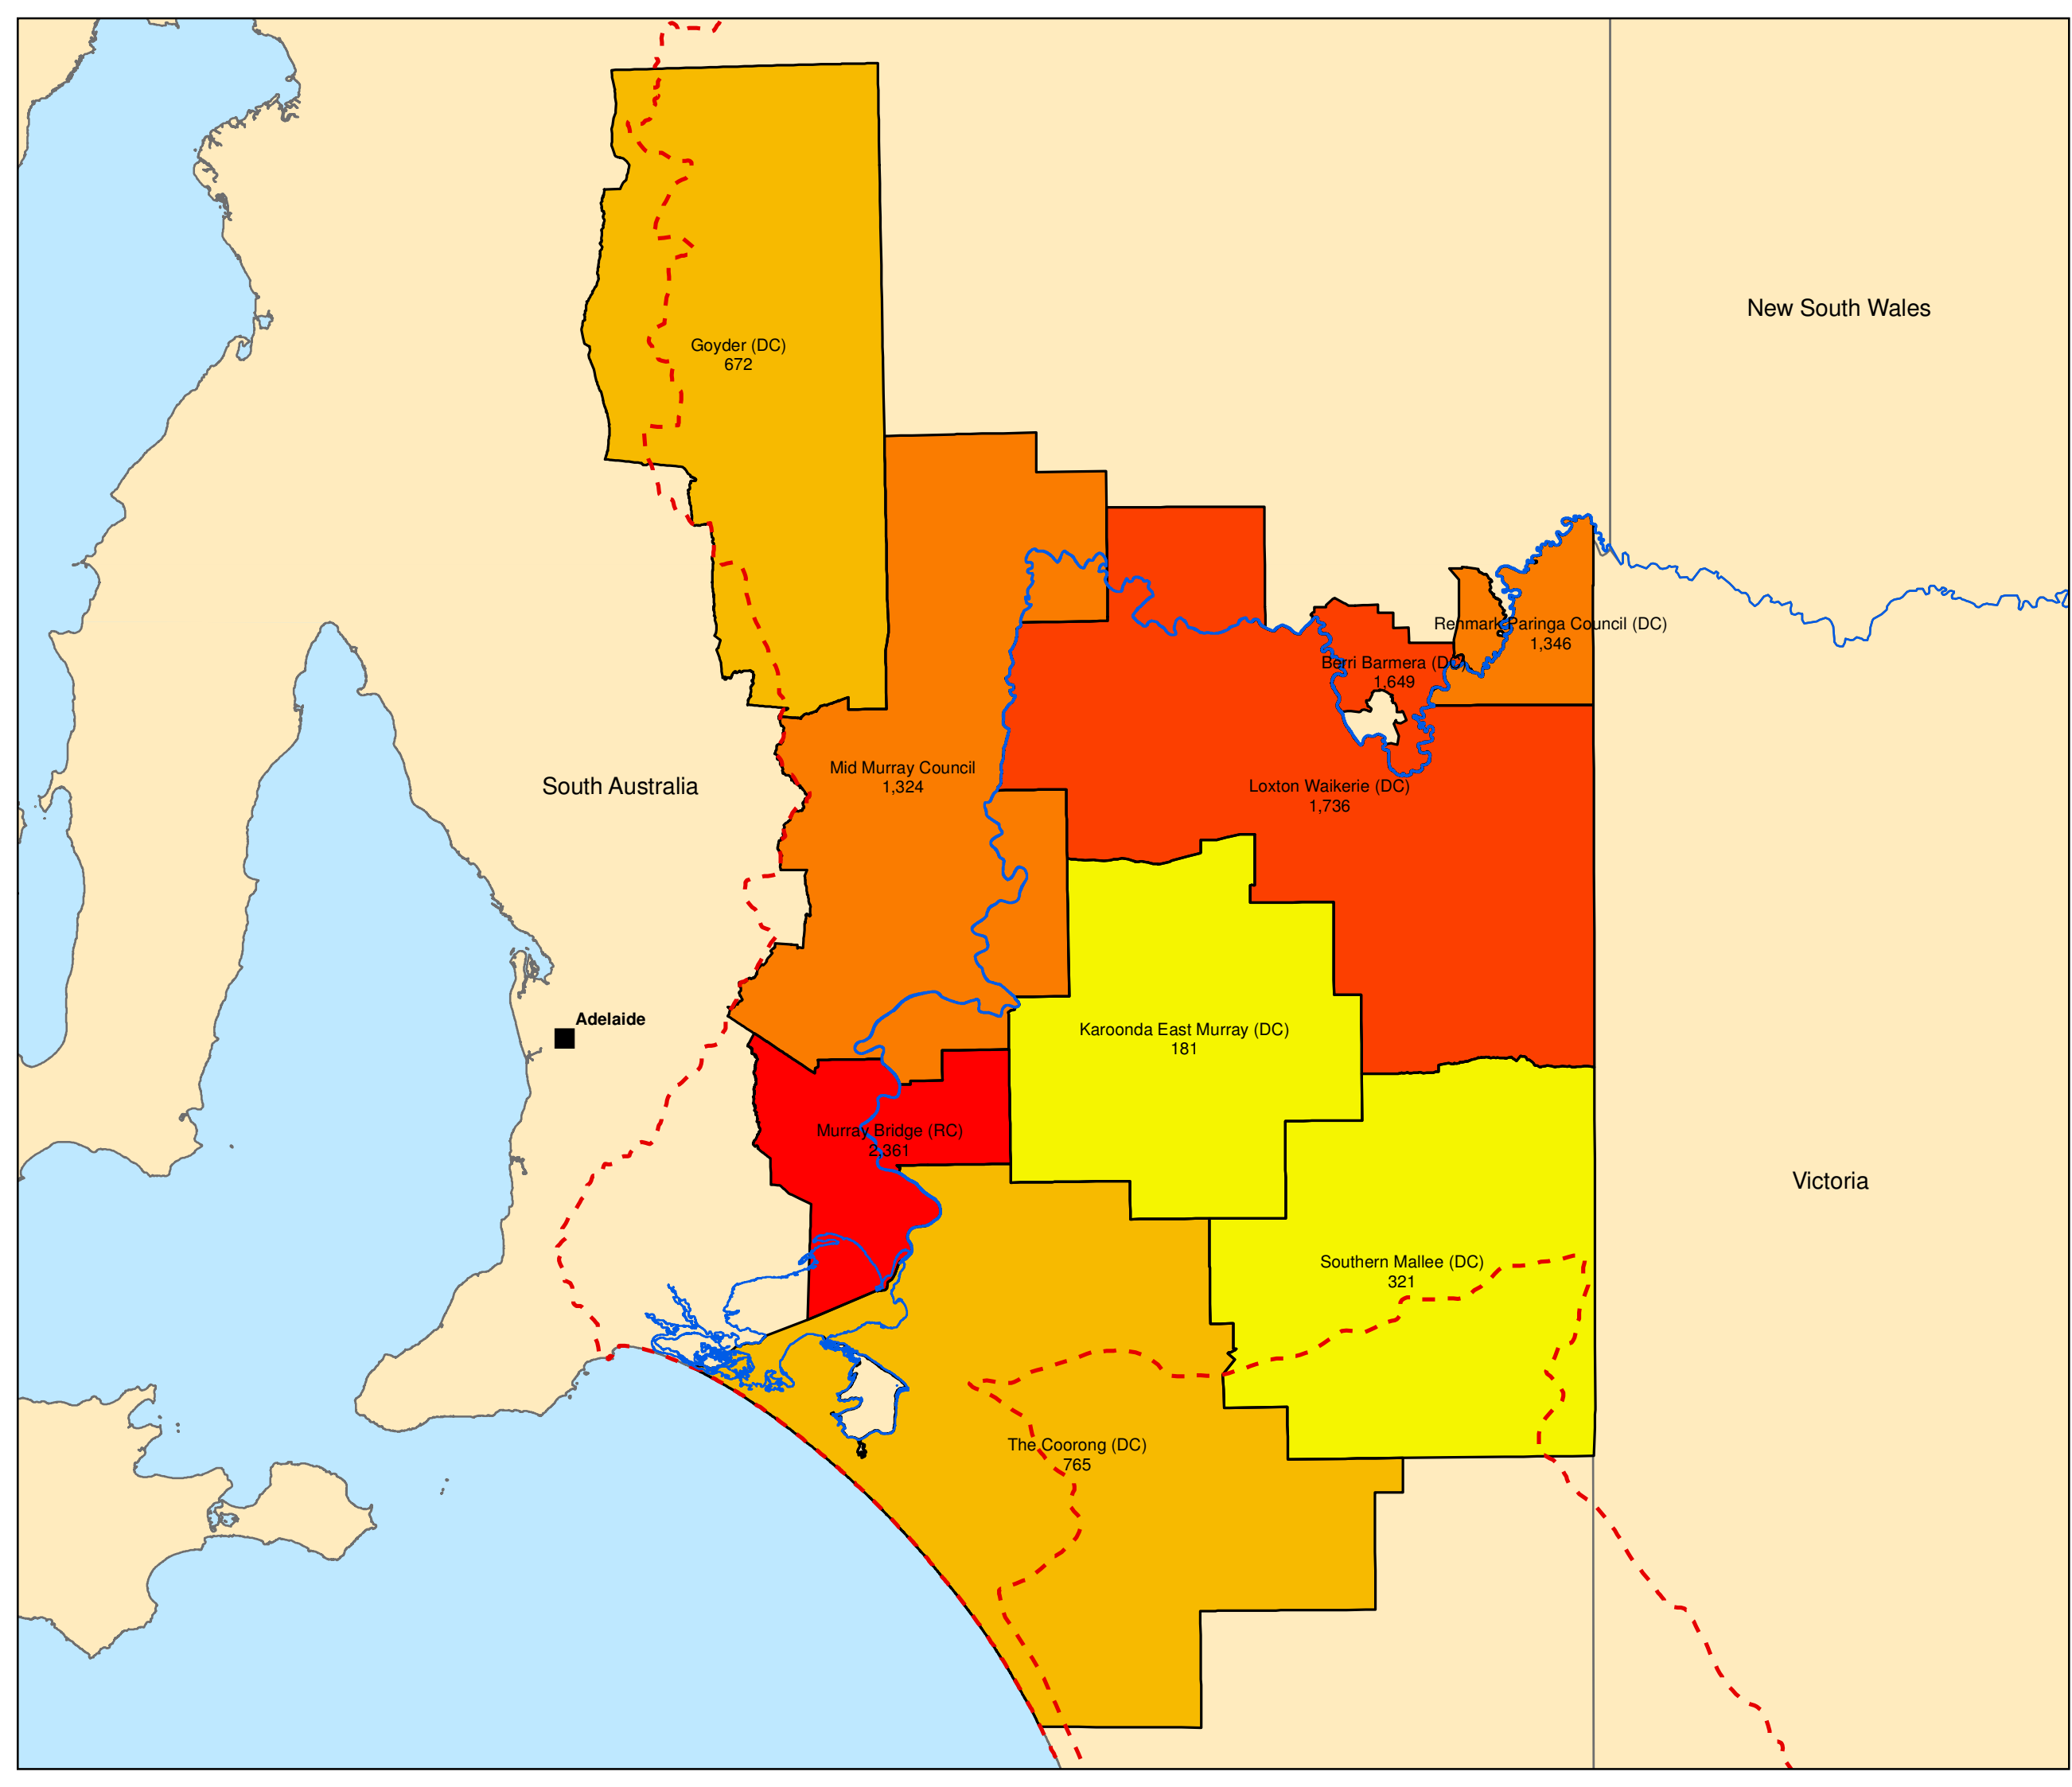 New South Wales
Goyder (DC)
672
Renmark Paringa Council (DC)
1,346
Berri Barmera (DC)
1,649
Mid Murray Council
1,324
South Australia
Loxton Waikerie (DC)
1,736
Adelaide
Karoonda East Murray (DC)
181
Murray Bridge (RC)
2,361
Victoria
Southern Mallee (DC)
321
The Coorong (DC)
765